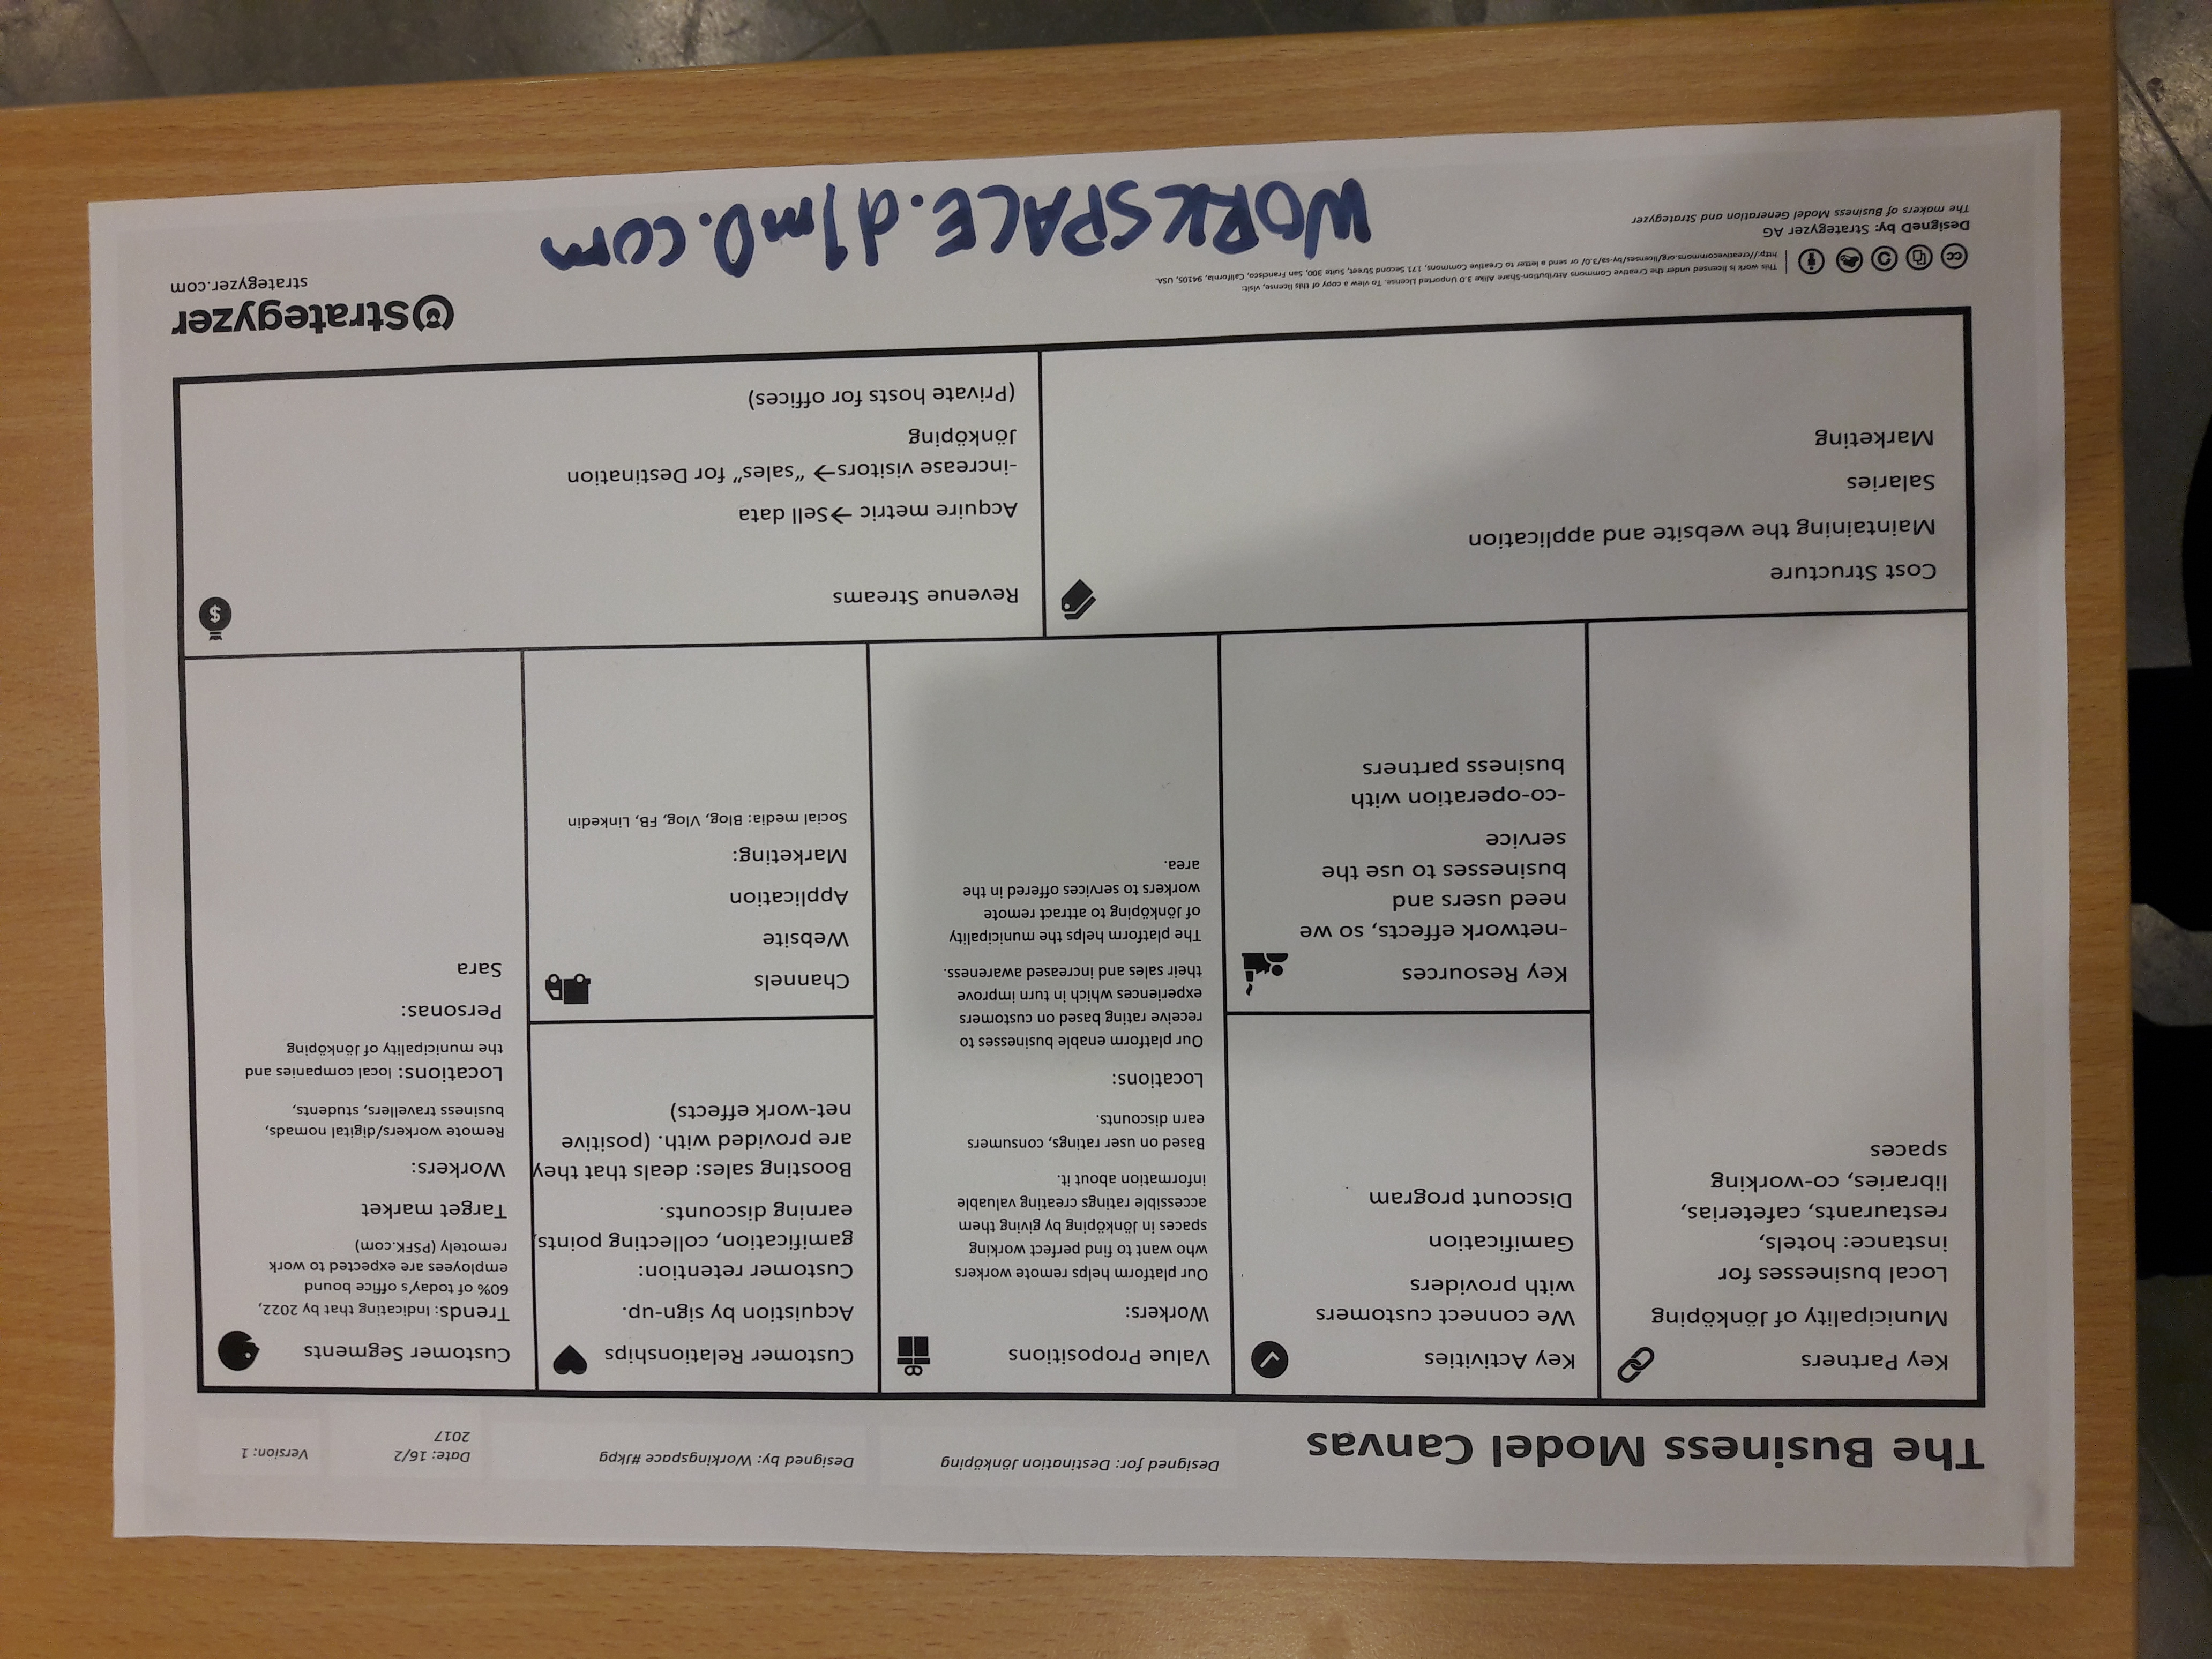 The Business Model Canvas
Designed for: Destination Jönköping
Designed by: Workingspace #Jkpg
Date: 16/2
2017
Version: 1
Key Partners
Municipality of Jönköping
Local businesses for
instance: hotels,
restaurants, cafeterias,
libraries, co-working
spaces
Key Activities
We connect customers
with providers
Gamification
Discount program
Key Resources
-network effects, so we
need users and
businesses to use the
service
-co-operation with
business partners
Value Propositions
Workers:
Our platform helps remote workers
who want to find perfect working
spaces in Jönköping by giving them
accessible ratings creating valuable
information about it.
Based on user ratings, consumers
earn discounts.
Locations:
Our platform enable businesses to
receive rating based on customers
experiences which in turn improve
their sales and increased awareness.
The platform helps the municipality
of Jönköping to attract remote
workers to services offered in the
area.
Customer Relationships
Acquistion by sign-up.
Customer retention:
gamification, collecting points,
earning discounts.
Boosting sales: deals that they
are provided with. (positive
net-work effects)
Channels
Website
Application
Marketing:
Social media: Blog, Vlog, FB, Linkedin
Customer Segments
Trends: Indicating that by 2022,
60% of today's office bound
employees are expected to work
remotely (PSFK.com)
Target market
Workers:
Remote workers/digital nomads,
business travellers, students,
Locations: local companies and
the municipality of Jönköping
Personas:
Sara
Cost Structure
Maintaining the website and application
Salaries
Marketing
Revenue Streams
$
Acquire metric →Sell data
-increase visitors→ “sales” for Destination
Jönköping
(Private hosts for offices)
Strategyzer
strategyzer.com
cc
This work is licensed under the Creative Commons Attribution-Share Alike 3.0 Unported License. To view a copy of this license, visit:
http://creativecommons.org/licenses/by-sa/3.0/ or send a letter to Creative Commons, 171 Second Street, Suite 300, San Francisco, California, 94105, USA.
DesigneD by: Strategyzer AG
The makers of Business Model Generation and Strategyzer
WORKSPACE.d1mD.com